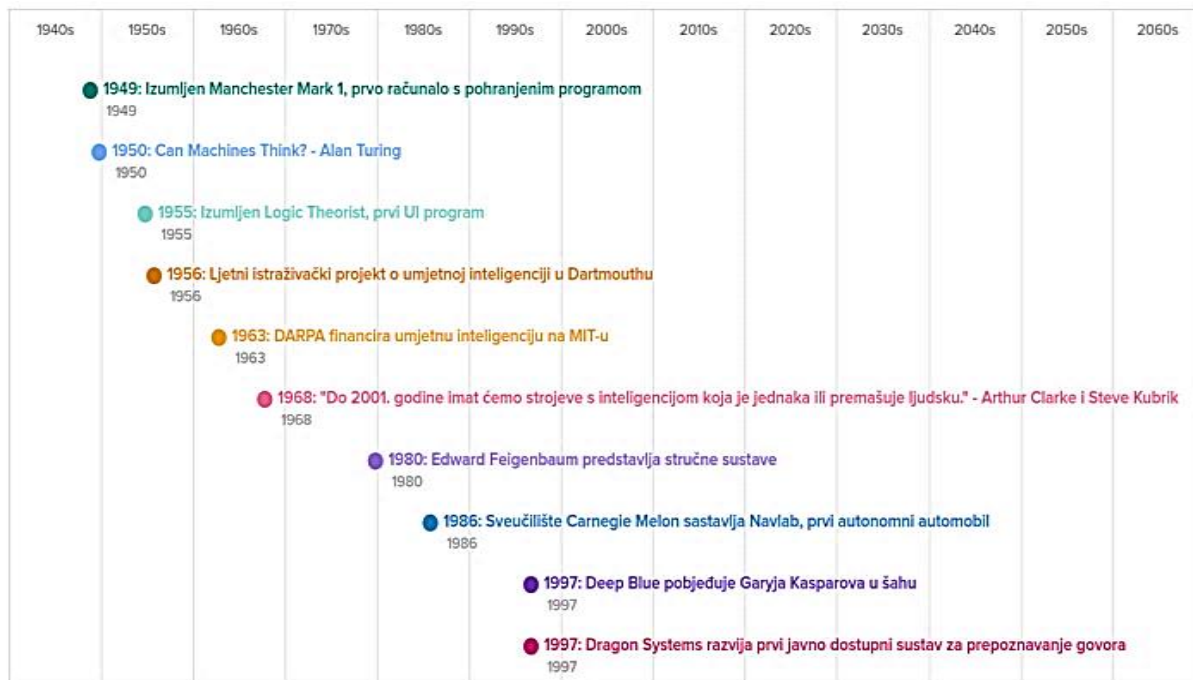 1940s 1950s 1960s 1970s 1980s 1990s 2000s 2010s 2020s 2030s 2040s 2050s 2060s
1949: Izumljen Manchester Mark 1, prvo računalo s pohranjenim programom
1949
1950: Can Machines Think? - Alan Turing
1950
1955: Izumljen Logic Theorist, prvi UI program
1955
1956: Ljetni istraživački projekt o umjetnoj inteligenciji u Dartmouthu
1956
1963: DARPA financira umjetnu inteligenciju na MIT-u
1963
1968: "Do 2001. godine imat ćemo strojeve s inteligencijom koja je jednaka ili premašuje ljudsku." - Arthur Clarke i Steve Kubrik
1968
1980: Edward Feigenbaum predstavlja stručne sustave
1980
1986: Sveučilište Carnegie Melon sastavlja Navlab, prvi autonomni automobil
1986
1997: Deep Blue pobjeđuje Garyja Kasparova u šahu
1997
1997: Dragon Systems razvija prvi javno dostupni sustav za prepoznavanje govora
1997